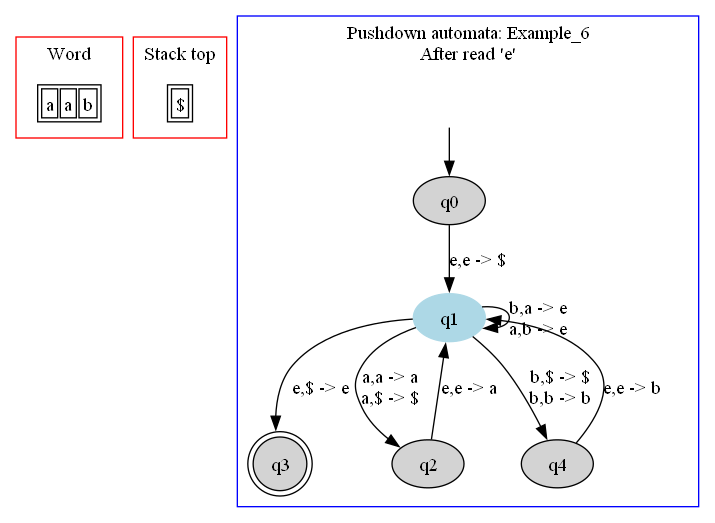 Word
a a b
Stack top
$
Pushdown automata: Example_6
After read 'e'
q0
e,e -> $
q1
b,a -> e
a,b -> e
e,$ -> e
a,a -> a
a,$ -> $
e,e -> a
b,$ -> $
b,b -> b
e,e -> b
q3
q2
q4